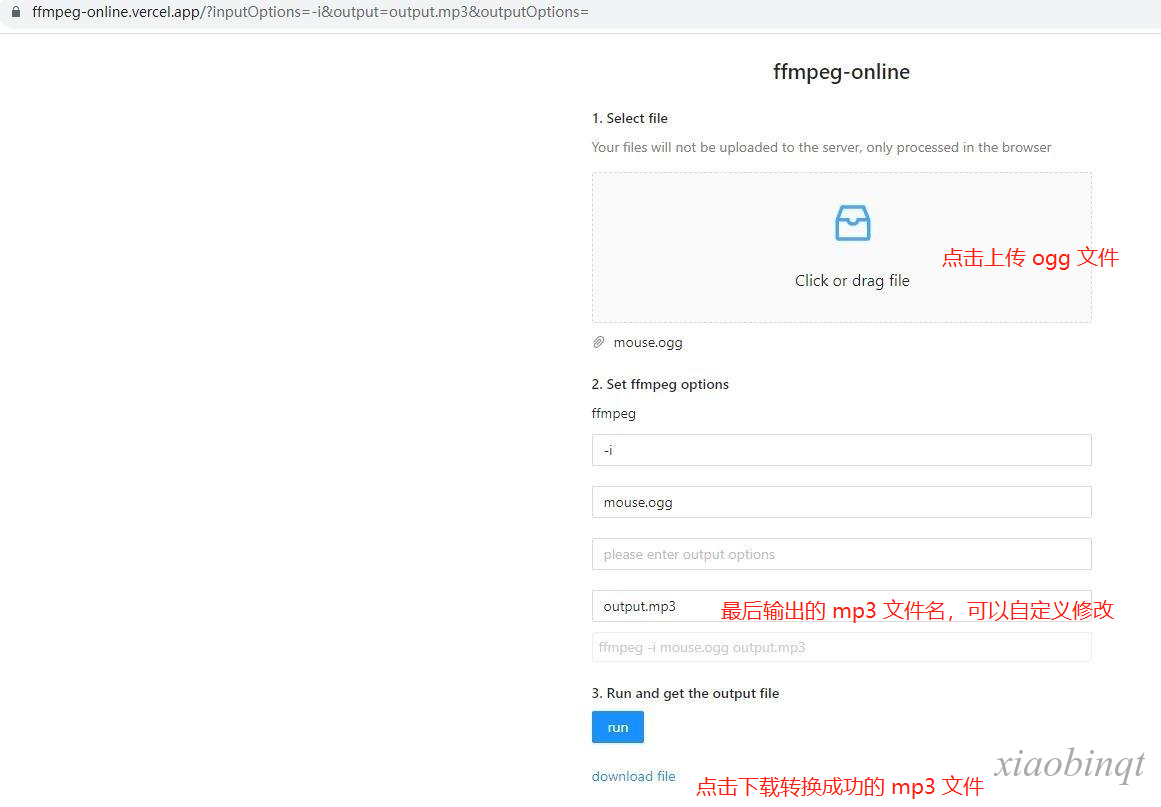 ffmpeg-online.vercel.app/?inputOptions=-i&output=output.mp3&outputOptions=
ffmpeg-online
1. Select file
Your files will not be uploaded to the server, only processed in the browser
点击上传 ogg 文件
Click or drag file
mouse.ogg
2. Set ffmpeg options
ffmpeg
-i
mouse.ogg
please enter output options
output.mp3
最后输出的 mp3 文件名，可以自定义修改
ffmpeg -i mouse.ogg output.mp3
3. Run and get the output file
run
xiaobinqt
download file
点击下载转换成功的 mp3 文件